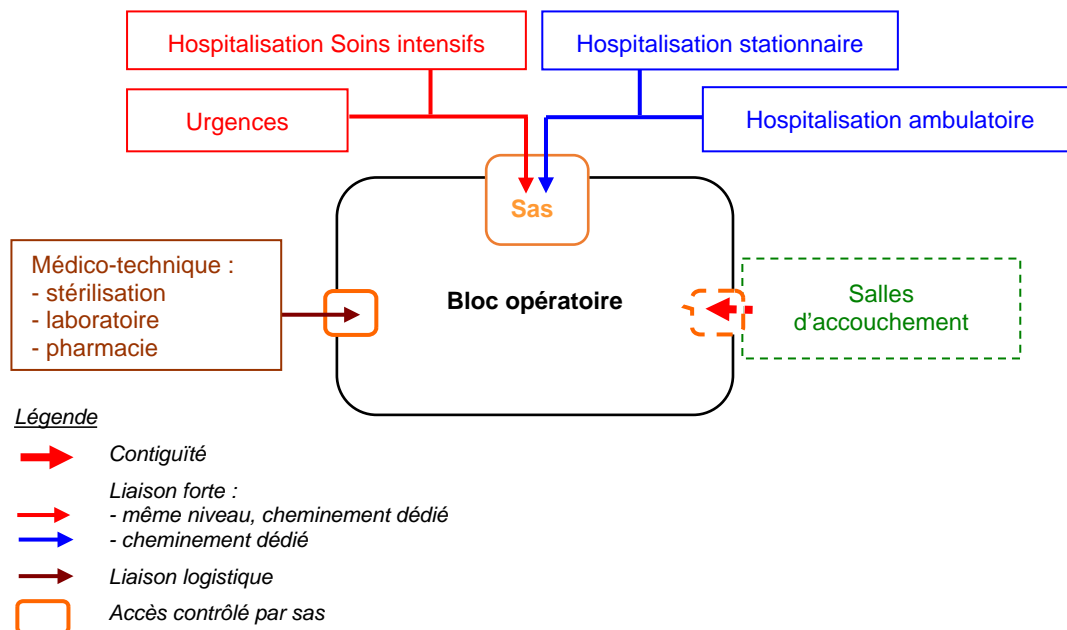 Hospitalisation Soins intensifs
Hospitalisation stationnaire
Urgences
Hospitalisation ambulatoire
Sas
Médico-technique :
- stérilisation
- laboratoire
- pharmacie
Bloc opératoire
Salles
d'accouchement
Légende
Contiguïté
Liaison forte :
- même niveau, cheminement dédié
- cheminement dédié
Liaison logistique
Accès contrôlé par sas